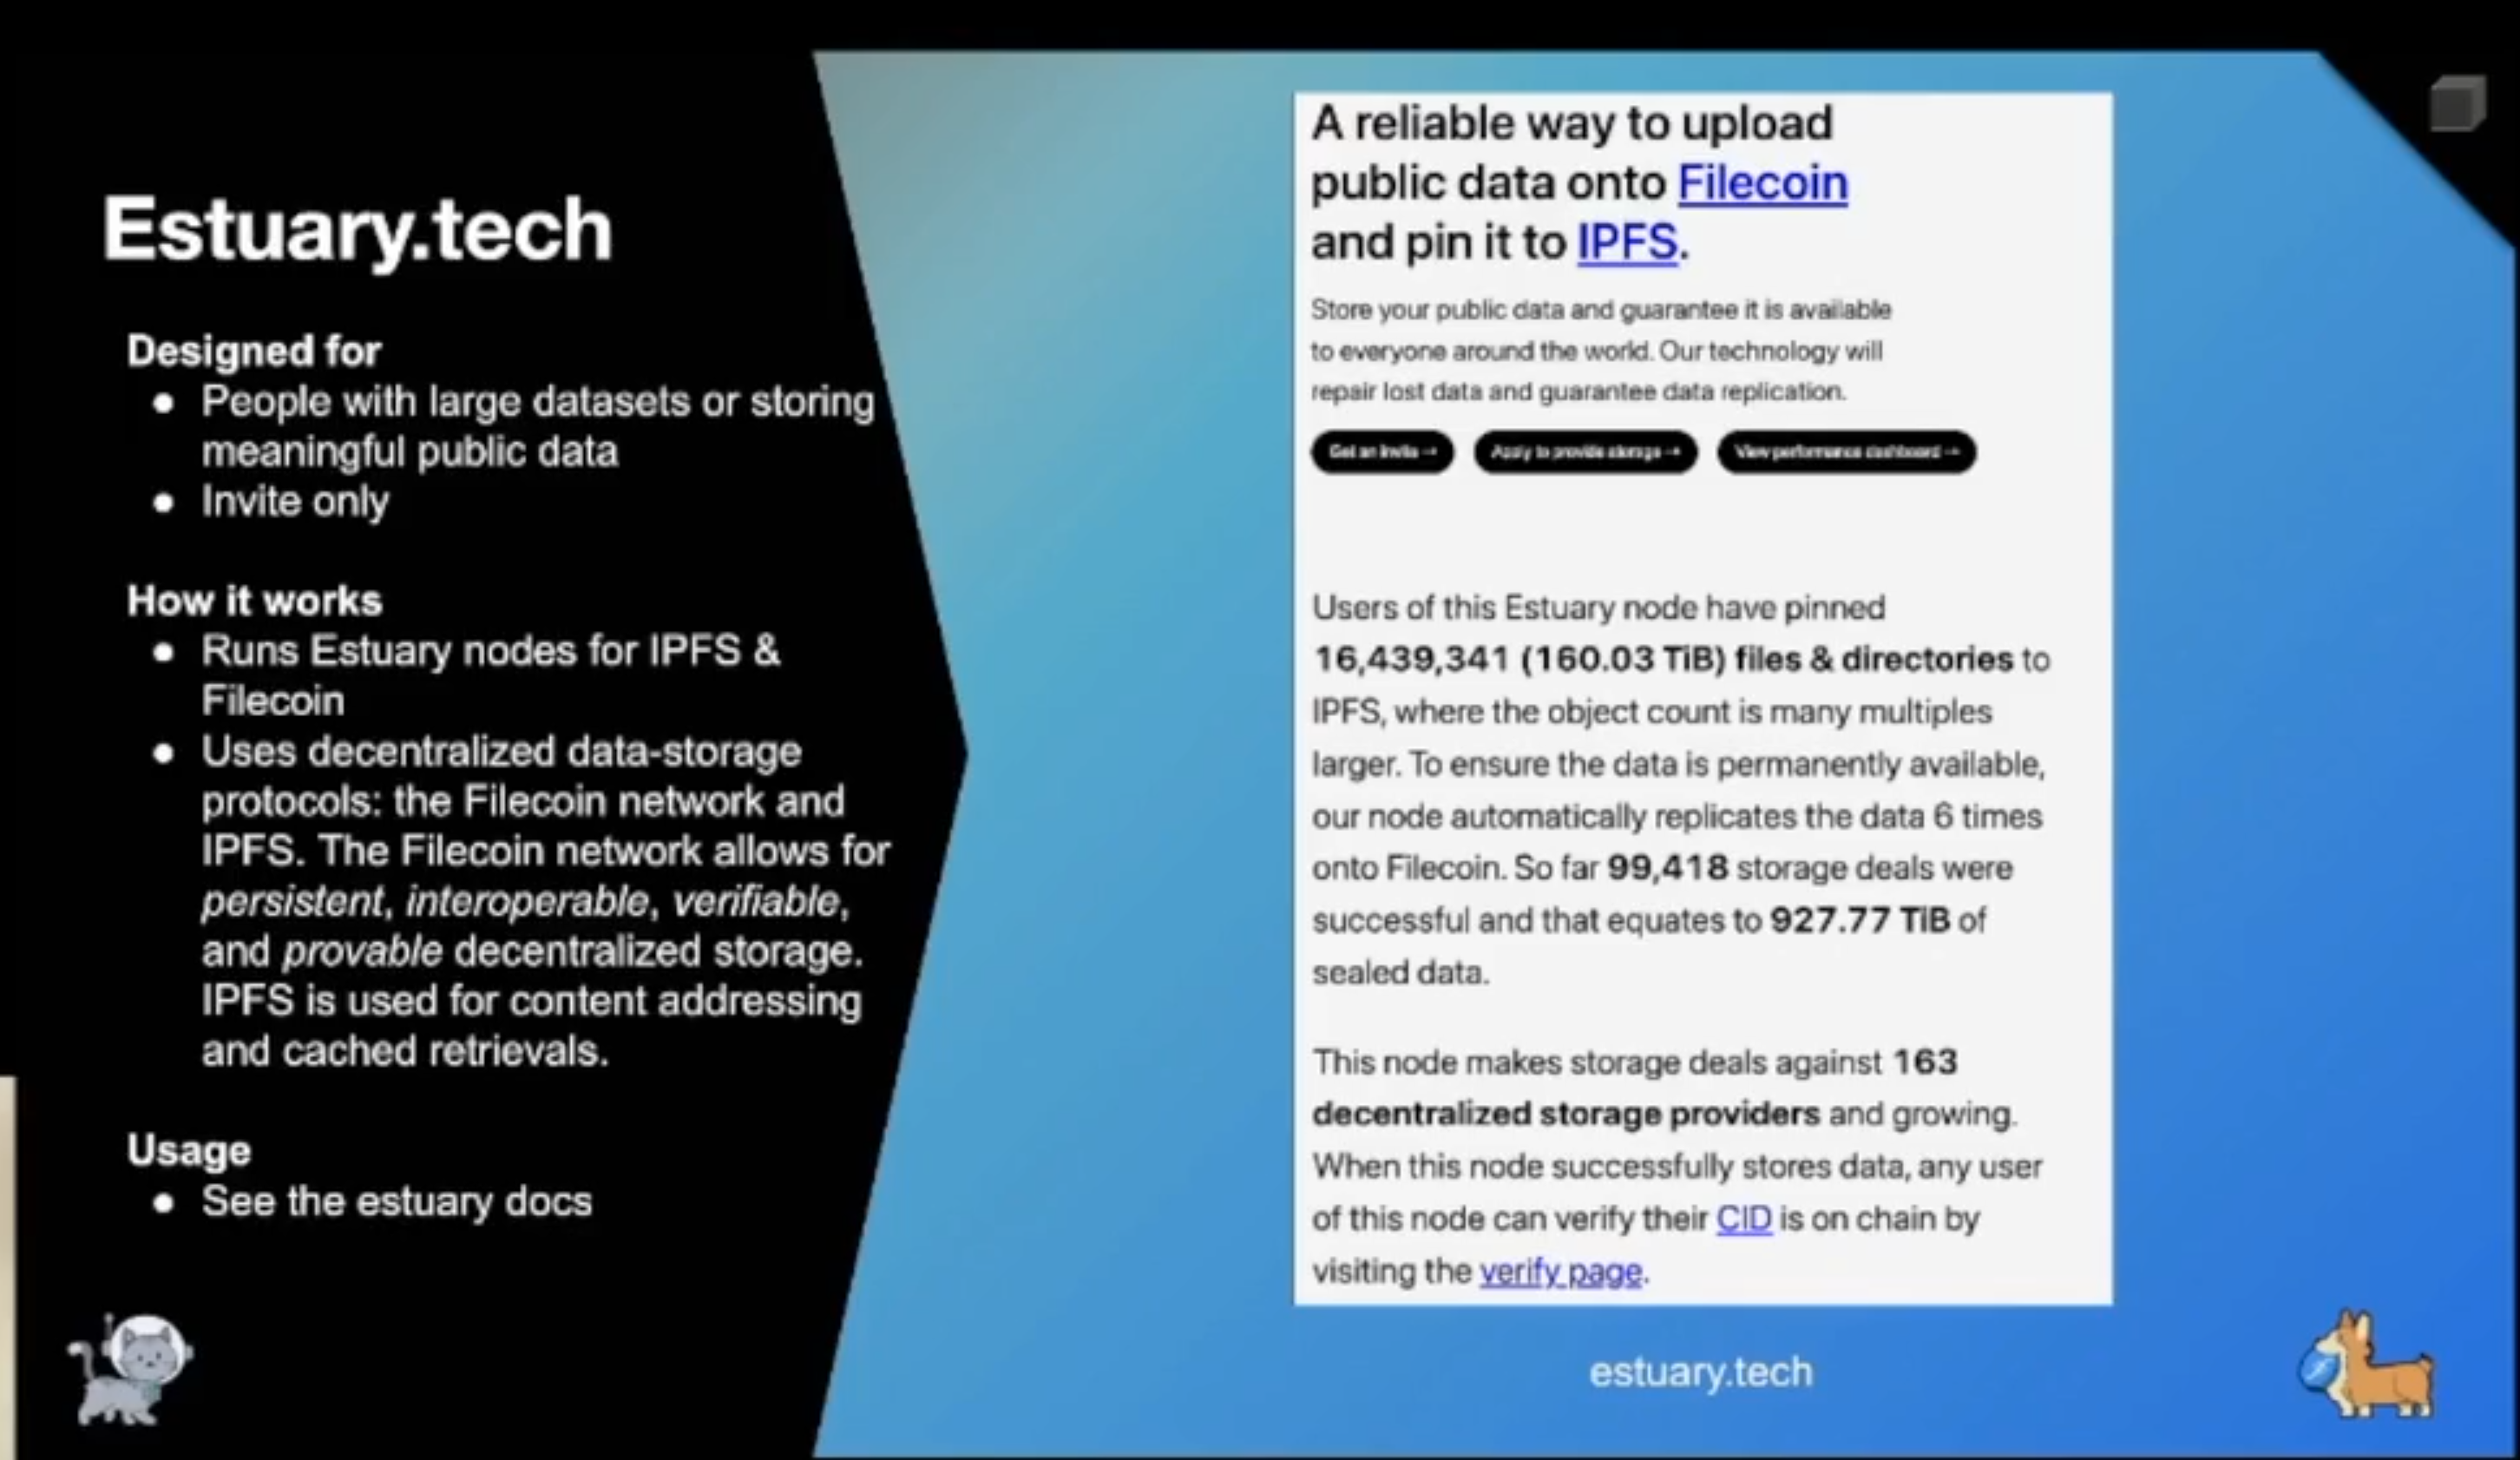 Estuary.tech
Designed for
● People with large datasets or storing
meaningful public data
● Invite only
How it works
● Runs Estuary nodes for IPFS &
Filecoin
● Uses decentralized data-storage
protocols: the Filecoin network and
IPFS. The Filecoin network allows for
persistent, interoperable, verifiable,
and provable decentralized storage.
IPFS is used for content addressing
and cached retrievals.
Usage
● See the estuary docs
A reliable way to upload
public data onto Filecoin
and pin it to IPFS.
Store your public data and guarantee it is available
to everyone around the world. Our technology will
repair lost data and guarantee data replication.
Get an invite → Apply to provide storage → View performance dashboard →
Users of this Estuary node have pinned
16,439,341 (160.03 TiB) files & directories to
IPFS, where the object count is many multiples
larger. To ensure the data is permanently available,
our node automatically replicates the data 6 times
onto Filecoin. So far 99,418 storage deals were
successful and that equates to 927.77 TiB of
sealed data.
This node makes storage deals against 163
decentralized storage providers and growing.
When this node successfully stores data, any user
of this node can verify their CID is on chain by
visiting the verify page.
estuary.tech